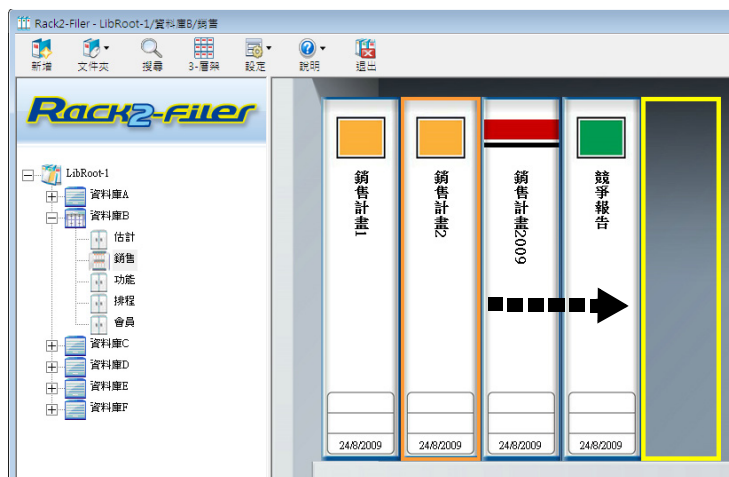 Rack2-Filer - LibRoot-1/資料庫B/銷售
新增 文件夾 搜尋 3-層架 設定 說明 退出
Rack2-Filer
LibRoot-1
資料庫A
資料庫B
估計
銷售
功能
排程
會員
資料庫C
資料庫D
資料庫E
資料庫F
銷售計畫1
銷售計畫2
銷售計畫2009
競爭報告
24/8/2009 24/8/2009 24/8/2009 24/8/2009